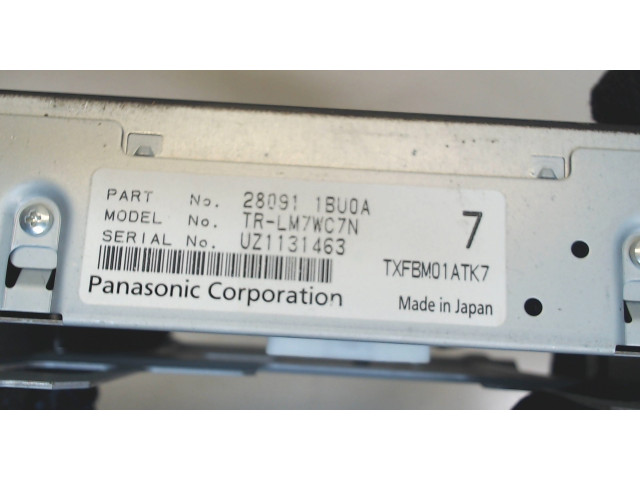 PART No. 28091 1BU0A
MODEL No. TR-LM7WC7N
SERIAL No. UZ1131463
7
TXFBM01ATK7
Panasonic Corporation
Made in Japan